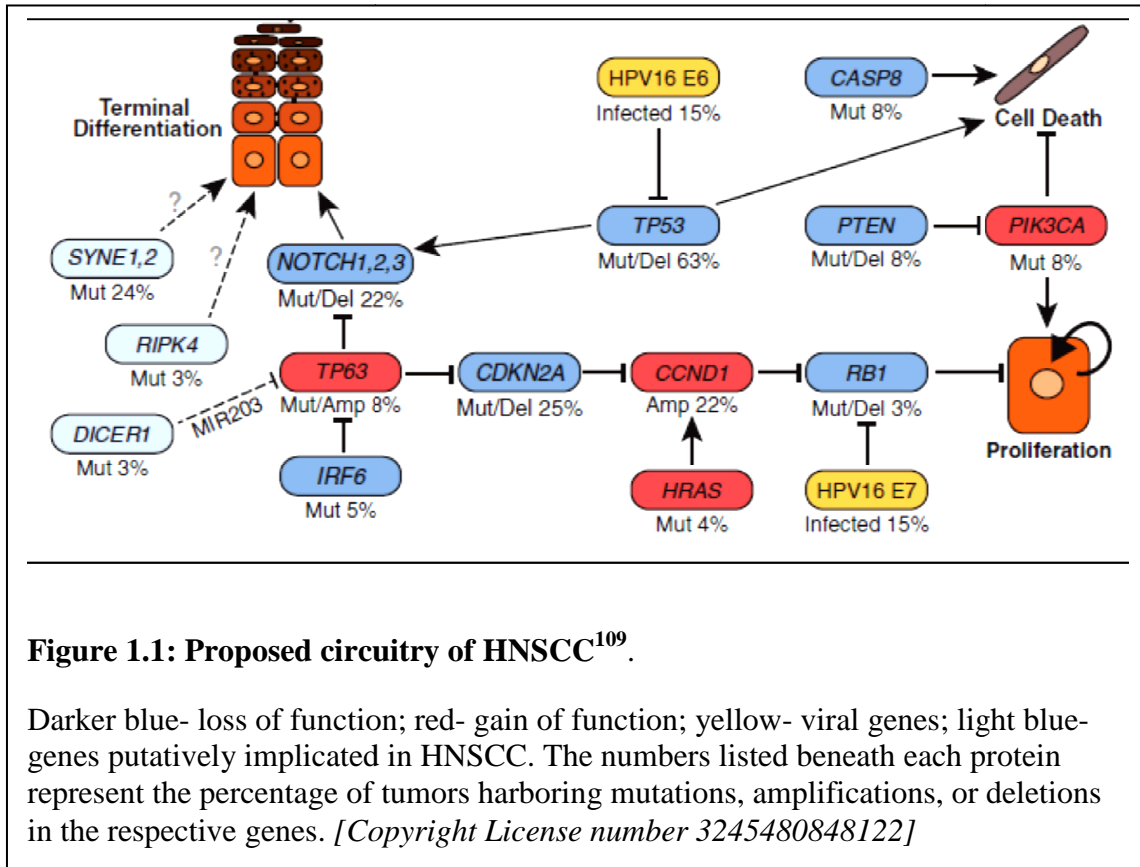 Terminal
Differentiation
HPV16 E6
Infected 15%
CASP8
Mut 8%
Cell Death
?
?
SYNE1,2
Mut 24%
NOTCH1,2,3
Mut/Del 22%
TP53
Mut/Del 63%
PTEN
Mut/Del 8%
PIK3CA
Mut 8%
RIPK4
Mut 3%
MIR203
TP63
Mut/Amp 8%
CDKN2A
Mut/Del 25%
CCND1
Amp 22%
RB1
Mut/Del 3%
Proliferation
DICER1
Mut 3%
IRF6
Mut 5%
HRAS
Mut 4%
HPV16 E7
Infected 15%
Figure 1.1: Proposed circuitry of HNSCC109.
Darker blue- loss of function; red- gain of function; yellow- viral genes; light blue-
genes putatively implicated in HNSCC. The numbers listed beneath each protein
represent the percentage of tumors harboring mutations, amplifications, or deletions
in the respective genes. [Copyright License number 3245480848122]